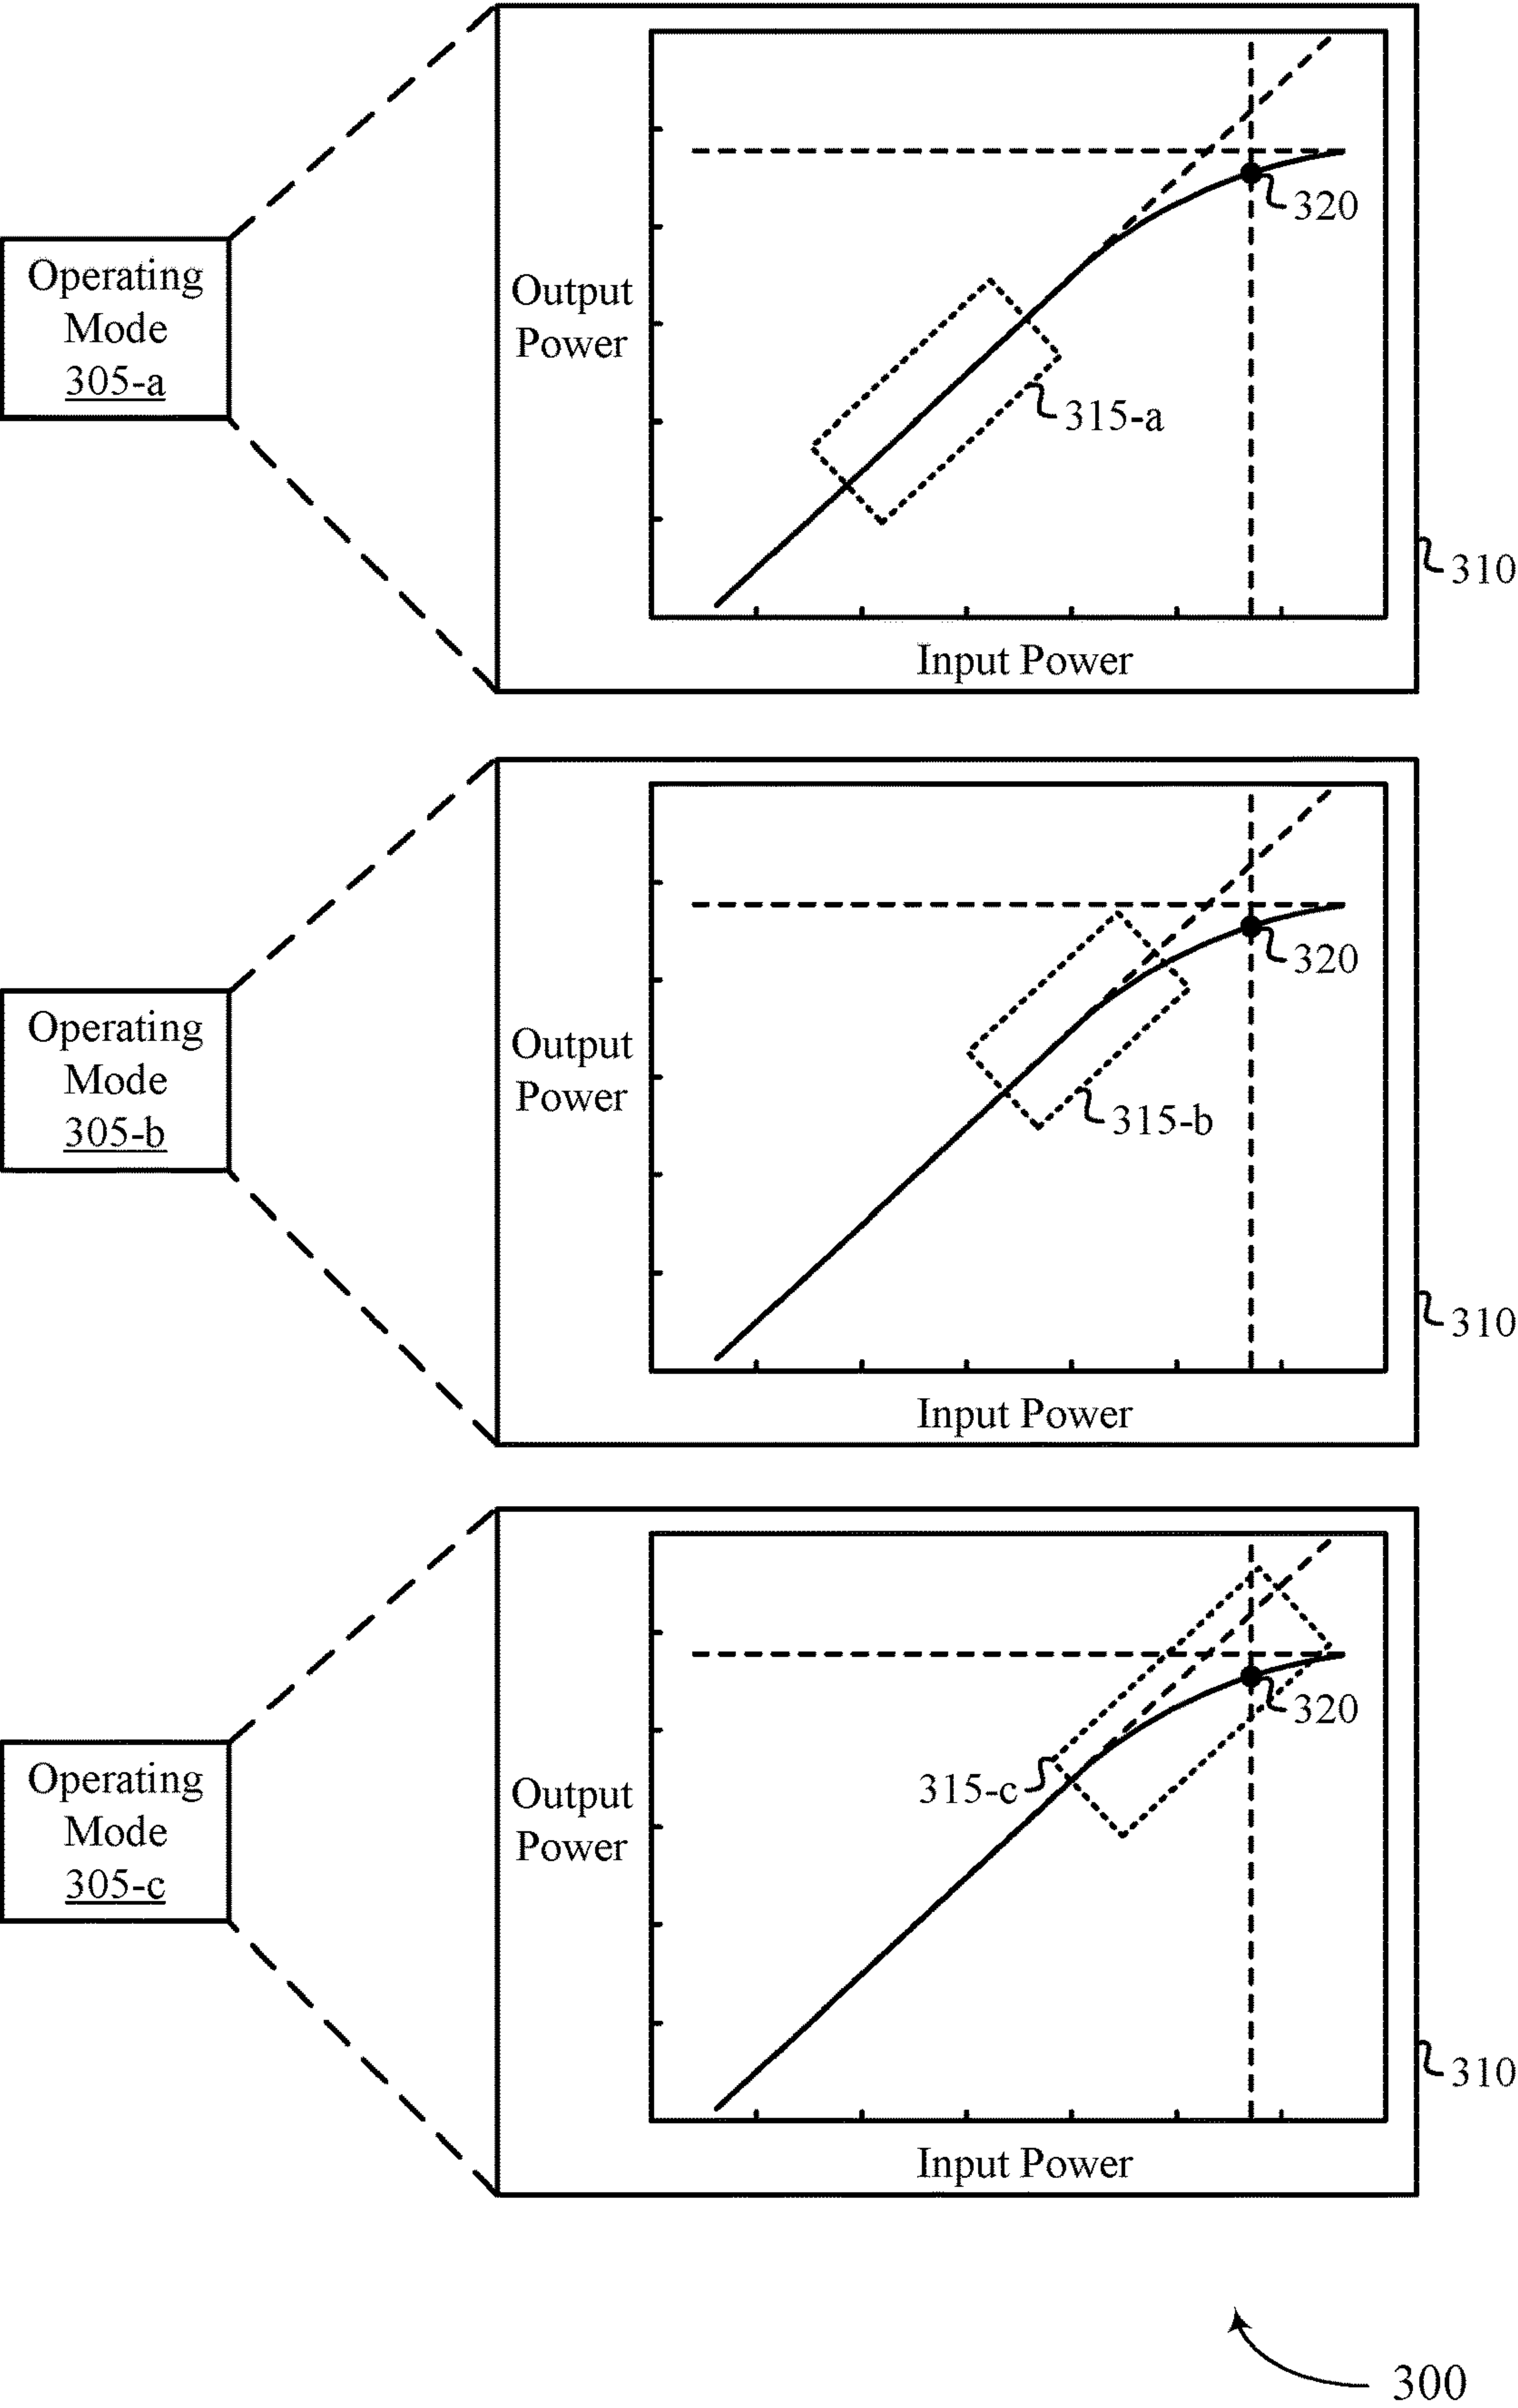 Operating
Mode
305-a
Output
Power
320
315-a
310
Input Power
Operating
Mode
305-b
Output
Power
320
315-b
310
Input Power
Operating
Mode
305-c
Output
Power
320
315-c
310
Input Power
300